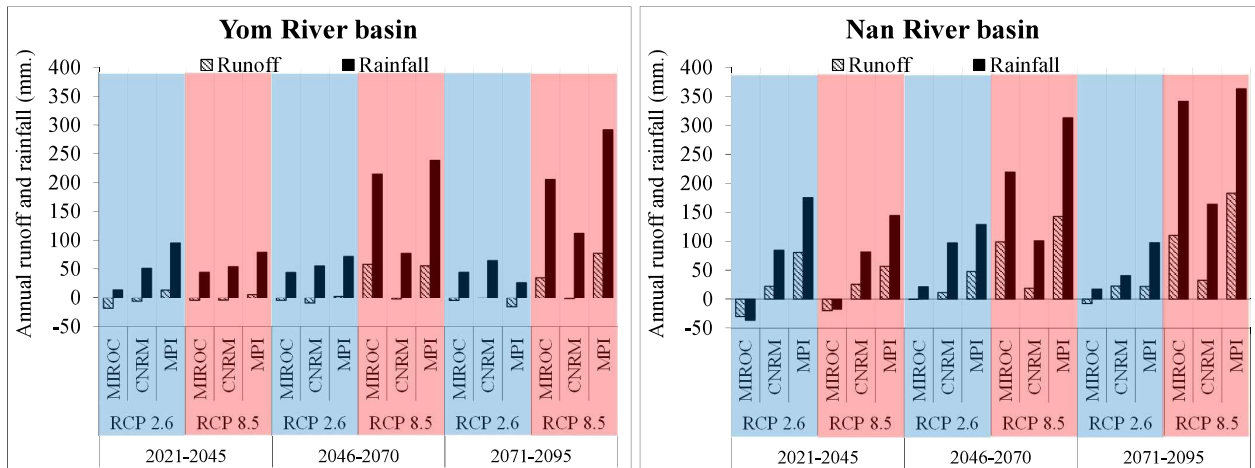 Yom River basin
Runoff Rainfall
Annual runoff and rainfall (mm.)
400
350
300
250
200
150
100
50
0
-50
MIROC CNRM MPI MIROC CNRM MPI MIROC CNRM MPI MIROC CNRM MPI MIROC CNRM MPI MIROC CNRM MPI
RCP 2.6 RCP 8.5 RCP 2.6 RCP 8.5 RCP 2.6 RCP 8.5
2021-2045 2046-2070 2071-2095
Nan River basin
Runoff Rainfall
Annual runoff and rainfall (mm.)
400
350
300
250
200
150
100
50
0
-50
MIROC CNRM MPI MIROC CNRM MPI MIROC CNRM MPI MIROC CNRM MPI MIROC CNRM MPI MIROC CNRM MPI
RCP 2.6 RCP 8.5 RCP 2.6 RCP 8.5 RCP 2.6 RCP 8.5
2021-2045 2046-2070 2071-2095